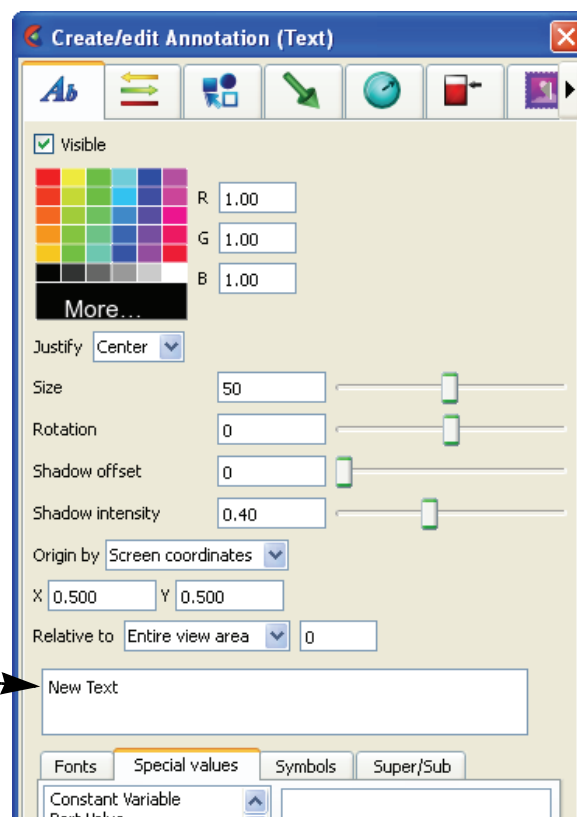 Create/edit Annotation (Text)
Ab
Visible
R 1.00
G 1.00
B 1.00
More...
Justify Center
Size 50
Rotation 0
Shadow offset 0
Shadow intensity 0.40
Origin by Screen coordinates
X 0.500 Y 0.500
Relative to Entire view area 0
New Text
Fonts Special values Symbols Super/Sub
Constant Variable